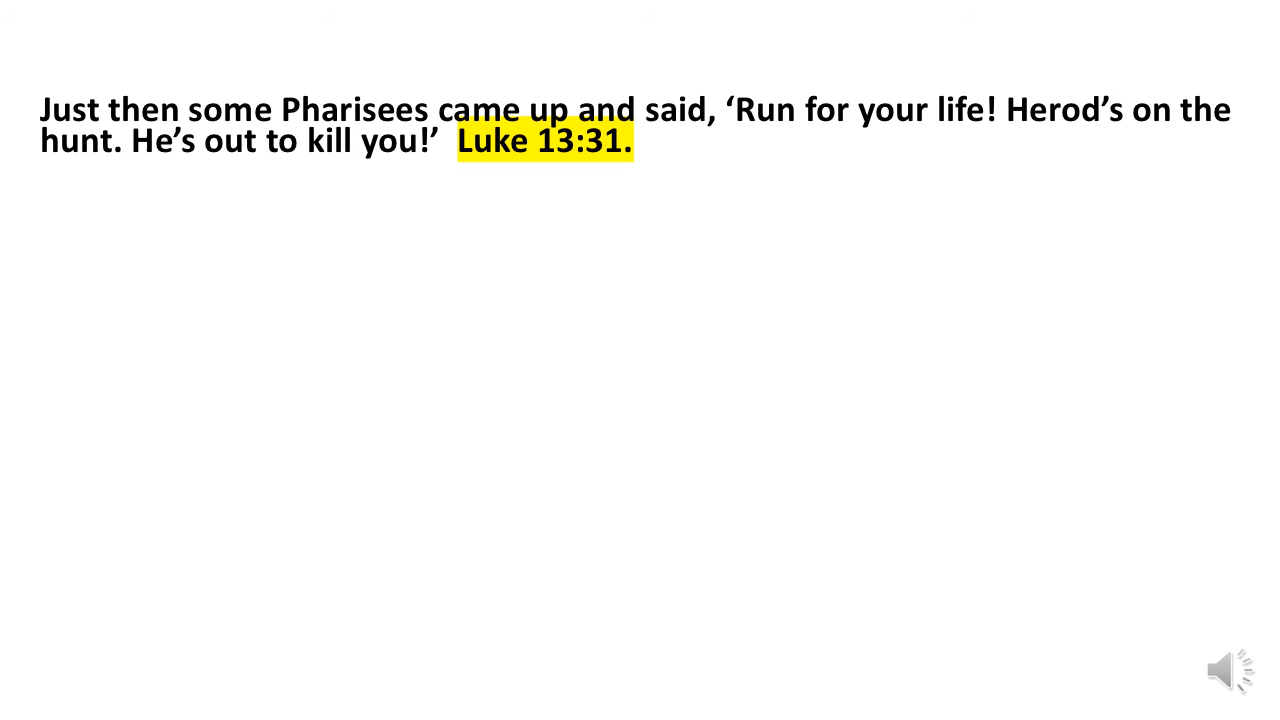 Just then some Pharisees came up and said, ‘Run for your life! Herod’s on the
hunt. He’s out to kill you!’ Luke 13:31.